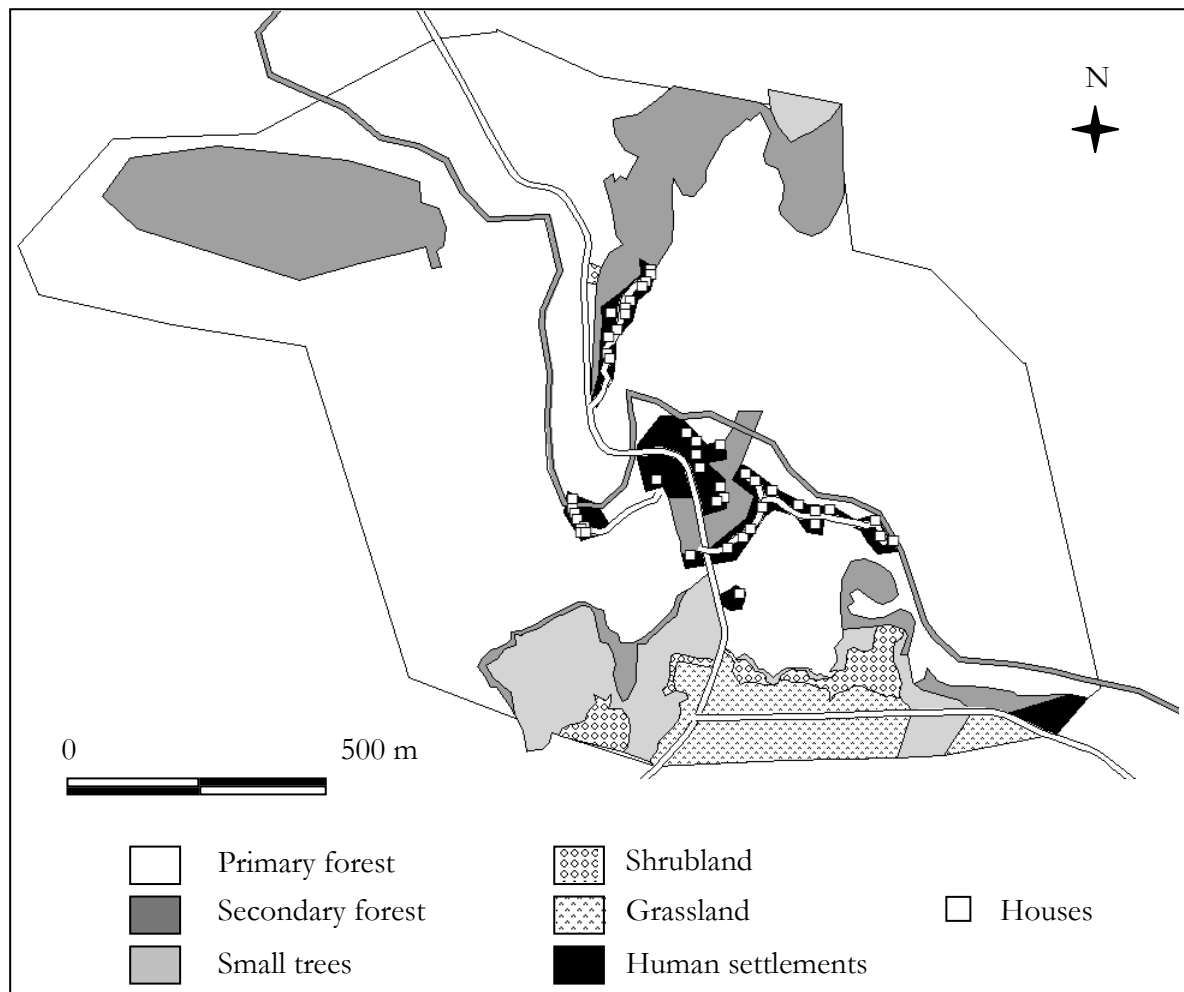 N
0 500 m
Primary forest
Secondary forest
Small trees
Shrubland
Grassland
Human settlements
Houses